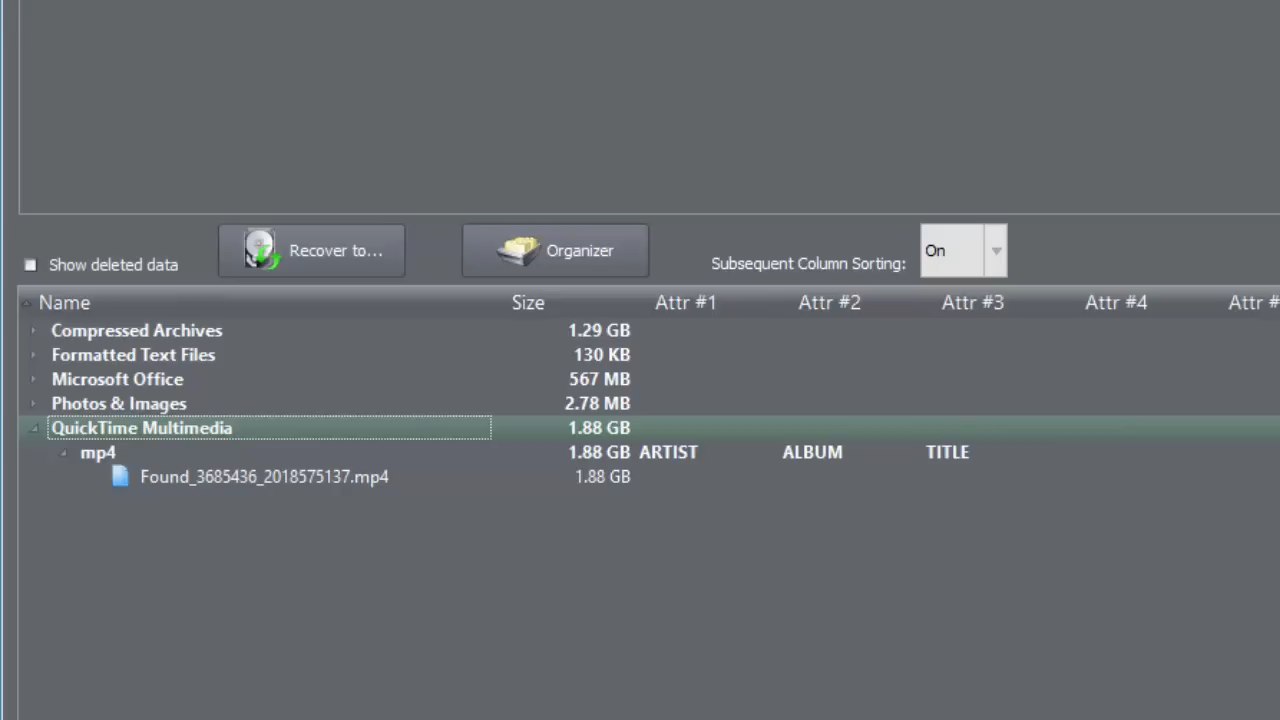 Show deleted data
Recover to...
Organizer
Subsequent Column Sorting:
On
Name Size Attr #1 Attr #2 Attr #3 Attr #4 Attr #
Compressed Archives 1.29 GB
Formatted Text Files 130 KB
Microsoft Office 567 MB
Photos & Images 2.78 MB
QuickTime Multimedia 1.88 GB
mp4 1.88 GB ARTIST ALBUM TITLE
Found_3685436_2018575137.mp4 1.88 GB